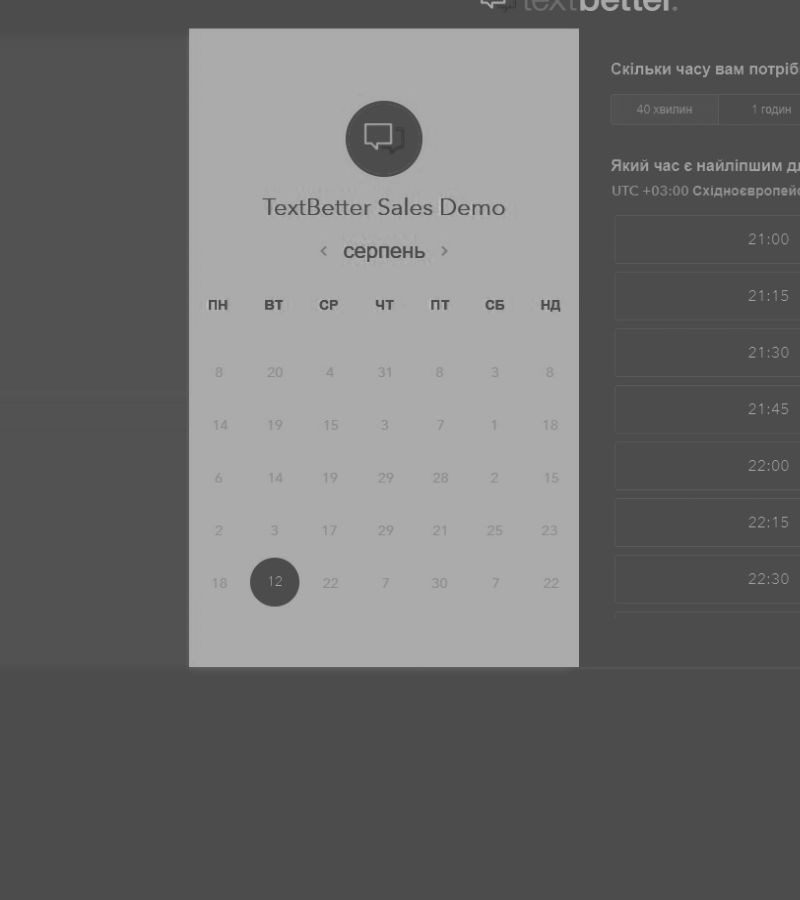 textbetter.
TextBetter Sales Demo
< серпень >
ПН ВТ СР ЧТ ПТ СБ НД
8 20 4 31 8 3 8
14 19 15 3 7 1 18
6 14 19 29 28 2 15
2 3 17 29 21 25 23
18 12 22 7 30 7 22
Скільки часу вам
40 хвилин 1 годин
Який час є найліпшим
UTC +03:00
21:00
21:15
21:30
21:45
22:00
22:15
22:30